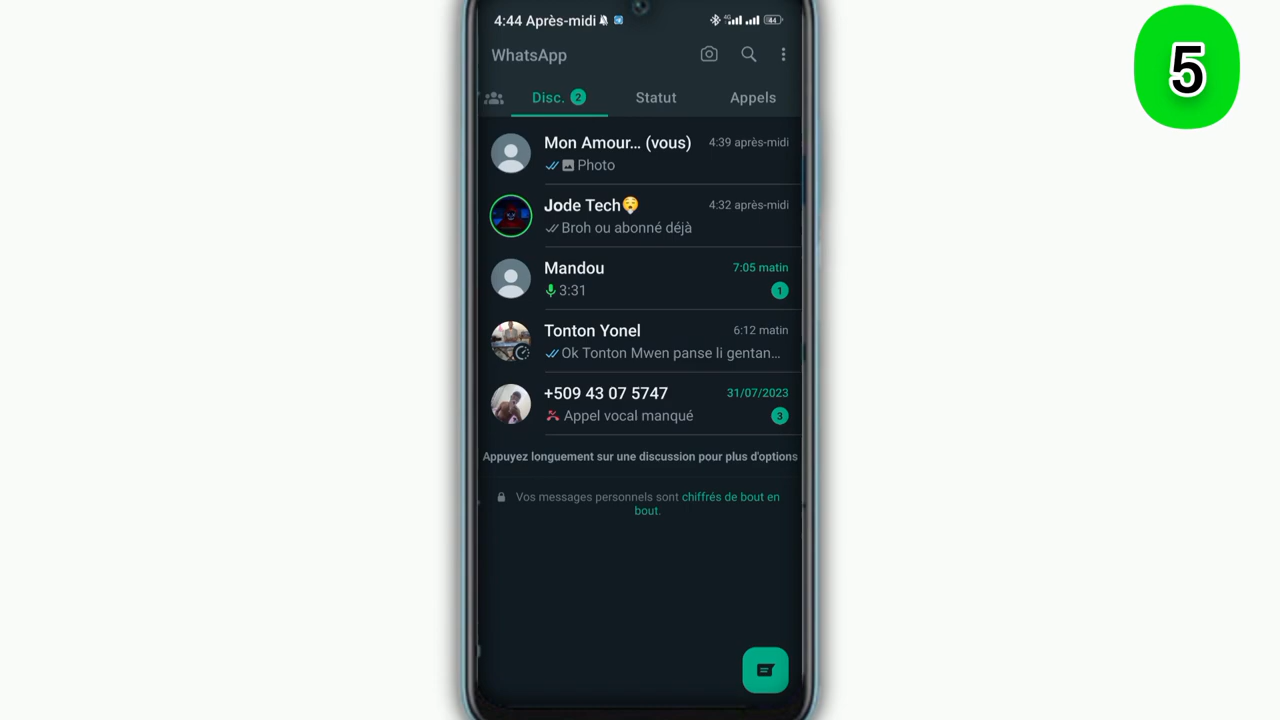 4:44 Après-midi
4G
44
5
WhatsApp
Disc. 2
Statut
Appels
Mon Amour... (vous)
4:39 après-midi
Photo
Jode Tech😯
4:32 après-midi
Broh ou abonné déjà
Mandou
7:05 matin
3:31
1
Tonton Yonel
6:12 matin
Ok Tonton Mwen panse li gentan...
+509 43 07 5747
31/07/2023
Appel vocal manqué
3
Appuyez longuement sur une discussion pour plus d'options
Vos messages personnels sont chiffrés de bout en
bout.